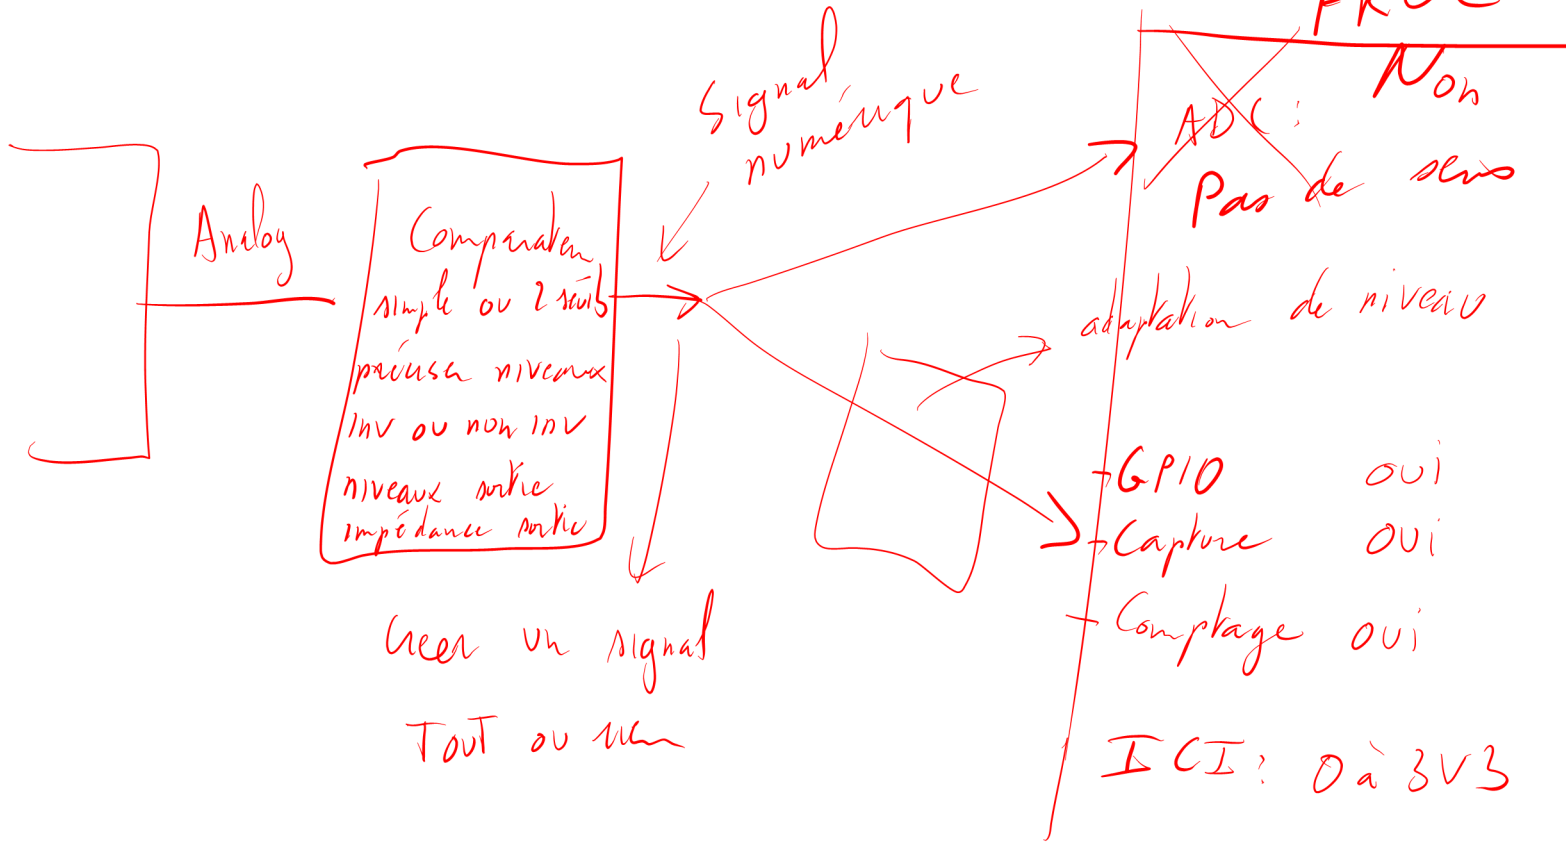 Analog
Comparateur
simple ou 2 seuils
préciser niveaux
inv ou non inv
niveaux sortie
impédance sortie
Signal
numérique
Créer un signal
Tout ou rien
PROC
Non
ADC :
Pas de sens
adaptation de niveau
GPIO oui
Capture oui
Comptage oui
ICI : 0 à 3V3